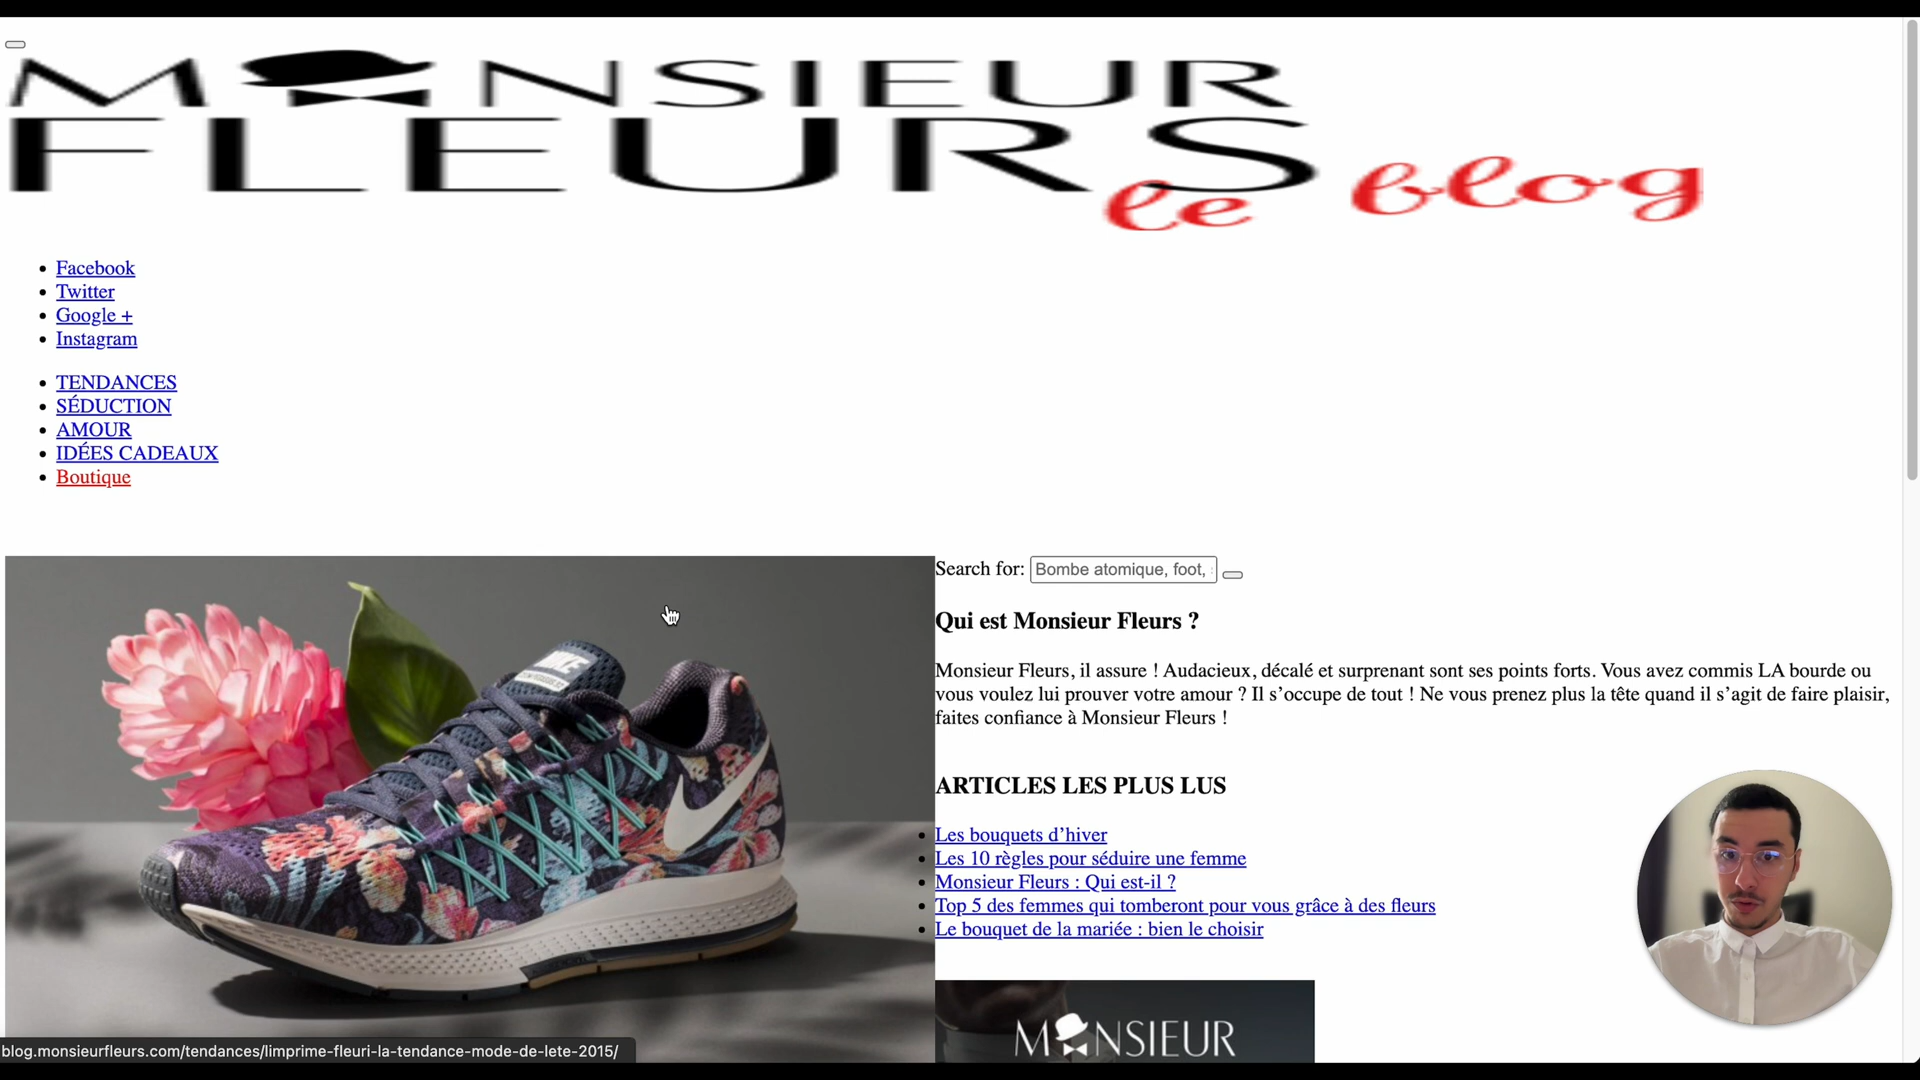 MONSIEUR
FLEURS
le blog
Facebook
Twitter
Google +
Instagram
TENDANCES
SÉDUCTION
AMOUR
IDÉES CADEAUX
Boutique
NIKE
Search for: Bombe atomique, foot,
Qui est Monsieur Fleurs ?
Monsieur Fleurs, il assure ! Audacieux, décalé et surprenant sont ses points forts. Vous avez commis LA bourde ou
vous voulez lui prouver votre amour ? Il s’occupe de tout ! Ne vous prenez plus la tête quand il s’agit de faire plaisir,
faites confiance à Monsieur Fleurs !
ARTICLES LES PLUS LUS
Les bouquets d’hiver
Les 10 règles pour séduire une femme
Monsieur Fleurs : Qui est-il ?
Top 5 des femmes qui tomberont pour vous grâce à des fleurs
Le bouquet de la mariée : bien le choisir
MONSIEUR
blog.monsieurfleurs.com/tendances/limprime-fleuri-la-tendance-mode-de-lete-2015/